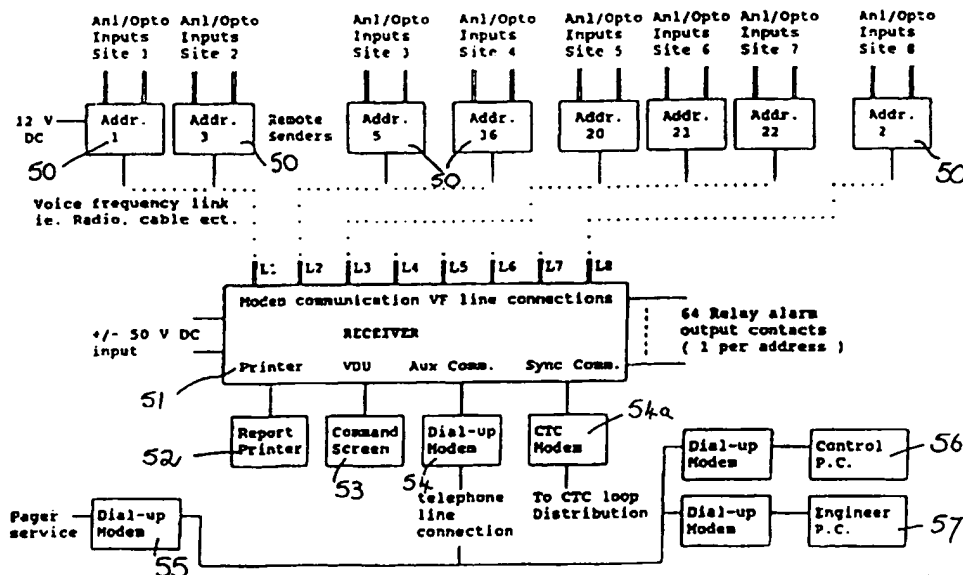 Anl/Opto Anl/Opto Anl/Opto Anl/Opto Anl/Opto Anl/Opto Anl/Opto Anl/Opto
Inputs Inputs Inputs Inputs Inputs Inputs Inputs Inputs
Site 1 Site 2 Site 3 Site 4 Site 5 Site 6 Site 7 Site 8
12 V
DC
Addr.
1
Addr.
3
Remote
Senders
Addr.
5
Addr.
16
Addr.
20
Addr.
21
Addr.
22
Addr.
2
50 50 50 50
Voice frequency link
ie. Radio. cable ect.
L1 L2 L3 L4 L5 L6 L7 L8
Modem communication VF line connections
+/- 50 V DC
input
RECEIVER
64 Relay alarm
output contacts
( 1 per address )
Printer VDU Aux Comm. Sync Comm.
51
Report
Printer
52
Command
Screen
53
Dial-up
Modem
54
CTC
Modem
54a
telephone
line
connection
To CTC loop
Distribution
Dial-up
Modem
Control
P.C.
56
Dial-up
Modem
Engineer
P.C.
57
Pager
service
Dial-up
Modem
55